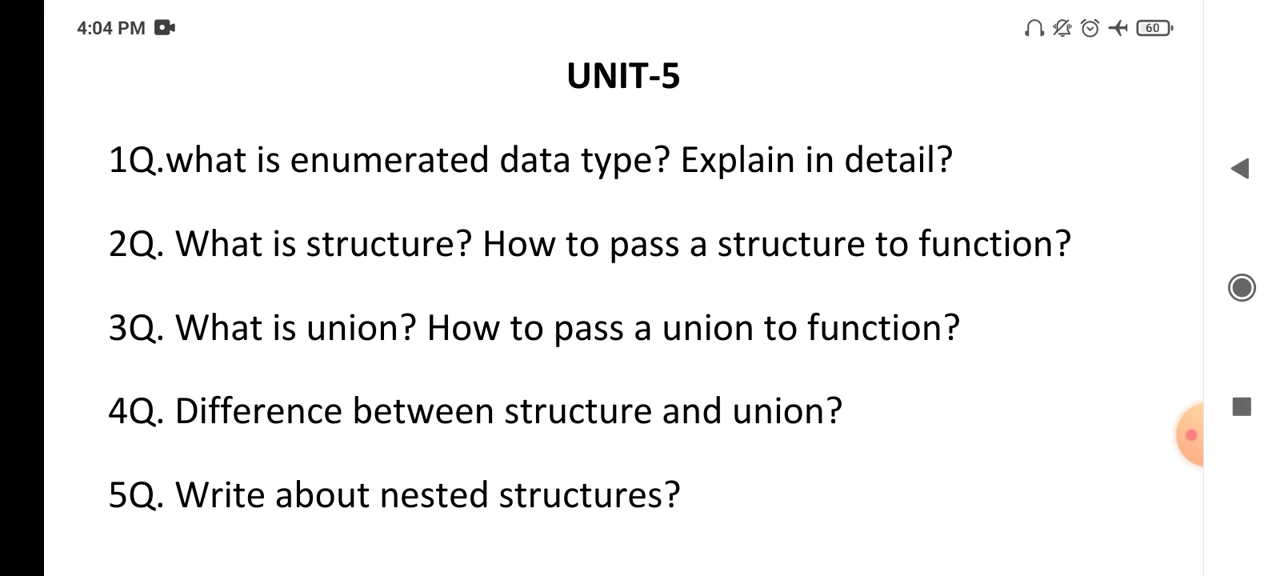 4:04 PM
60
UNIT-5
1Q.what is enumerated data type? Explain in detail?
2Q. What is structure? How to pass a structure to function?
3Q. What is union? How to pass a union to function?
4Q. Difference between structure and union?
5Q. Write about nested structures?